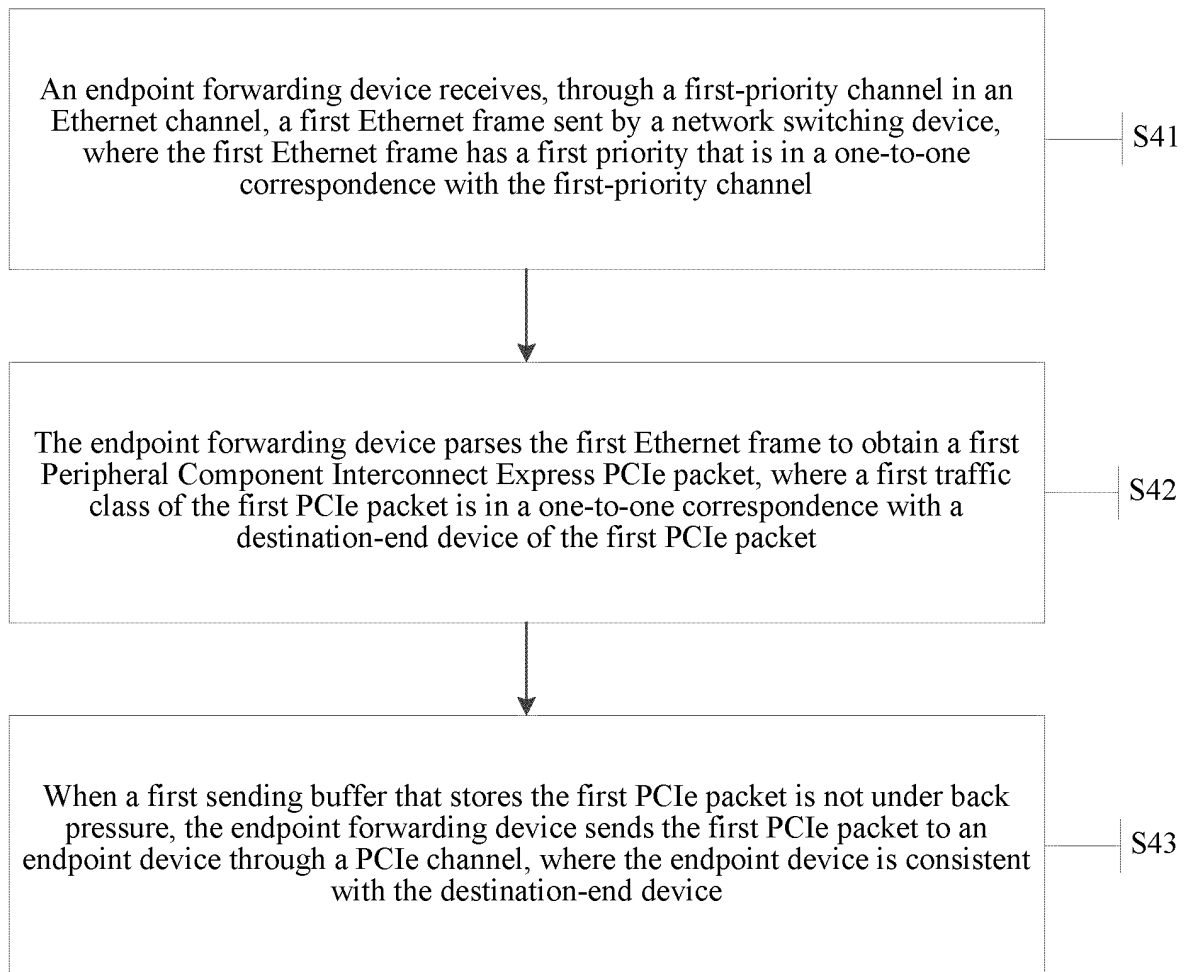 An endpoint forwarding device receives, through a first-priority channel in an
Ethernet channel, a first Ethernet frame sent by a network switching device,
where the first Ethernet frame has a first priority that is in a one-to-one
correspondence with the first-priority channel
S41
The endpoint forwarding device parses the first Ethernet frame to obtain a first
Peripheral Component Interconnect Express PCIe packet, where a first traffic
class of the first PCIe packet is in a one-to-one correspondence with a
destination-end device of the first PCIe packet
S42
When a first sending buffer that stores the first PCIe packet is not under back
pressure, the endpoint forwarding device sends the first PCIe packet to an
endpoint device through a PCIe channel, where the endpoint device is consistent
with the destination-end device
S43